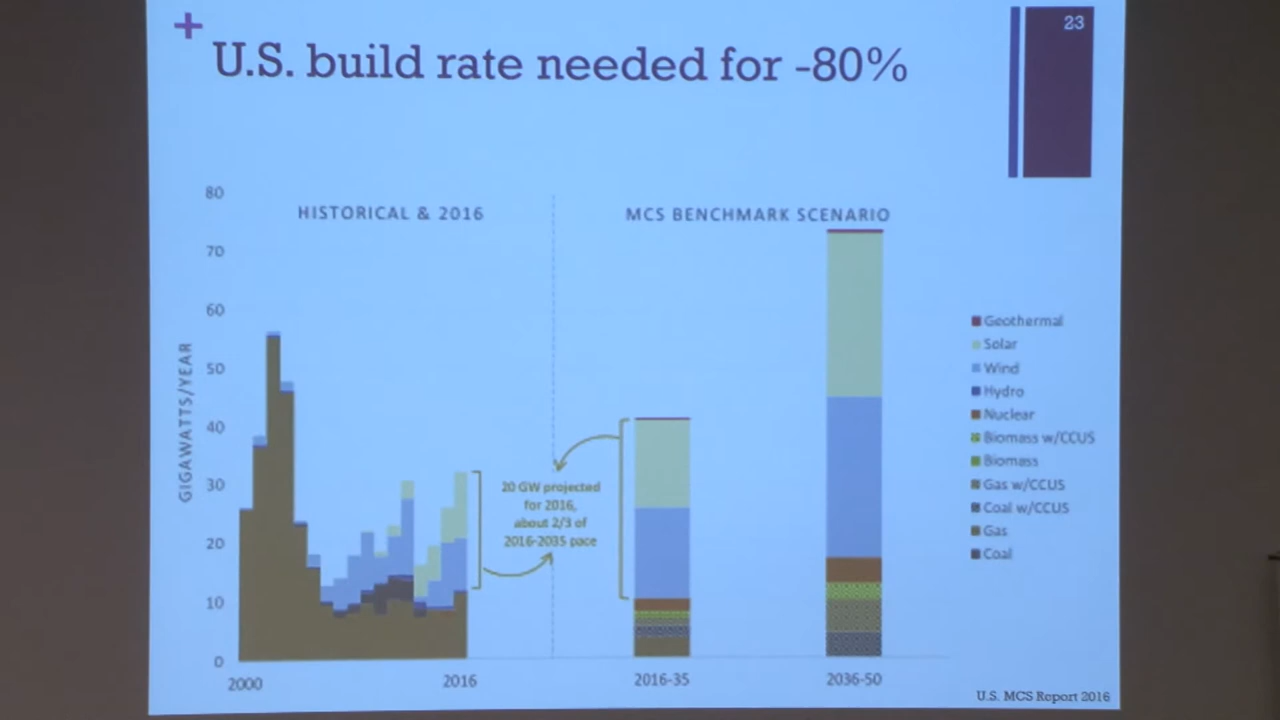 +
23
U.S. build rate needed for -80%
HISTORICAL & 2016
MCS BENCHMARK SCENARIO
GIGAWATTS/YEAR
80
70
60
50
40
30
20
10
0
20 GW projected
for 2016,
about 2/3 of
2016-2035 pace
Geothermal
Solar
Wind
Hydro
Nuclear
Biomass w/CCUS
Biomass
Gas w/CCUS
Coal w/CCUS
Gas
Coal
2000
2016
2016-35
2036-50
U.S. MCS Report 2016